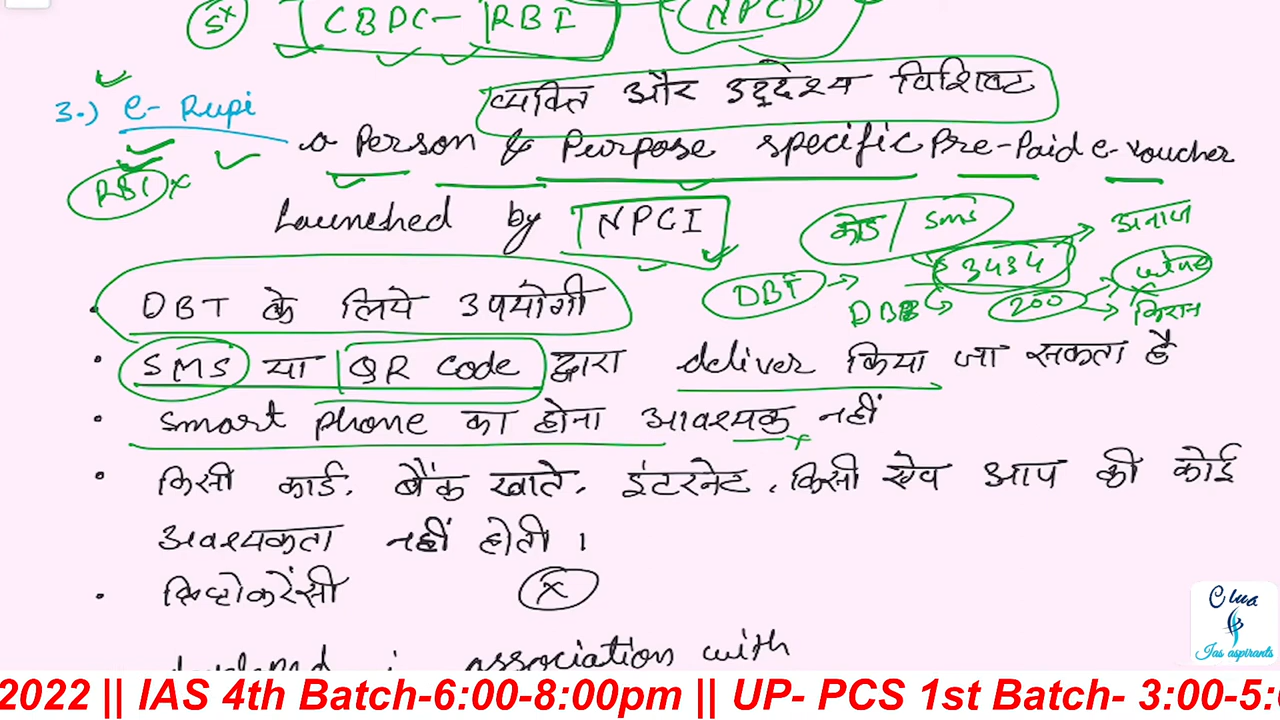 CBDC- RBI NPCI
व्यक्ति और उद्देश्य विशिष्ट
3.) e- Rupi
a Person & Purpose specific Pre-Paid e-voucher
RBI x
Launched by NPCI
कोड / SMS
3434
अनाज
DBT
200
किसान
DBT के लिये उपयोगी
SMS या QR code द्वारा deliver किया जा सकता है
Smart phone का होना आवश्यक नहीं
किसी कार्ड, बैंक खाते, इंटरनेट, किसी स्पेव आप की कोई
आवश्यकता नहीं होती।
क्रिप्टोकरेंसी x
association with
Clua
Ias aspirants
2022 || IAS 4th Batch-6:00-8:00pm || UP- PCS 1st Batch- 3:00-5:0